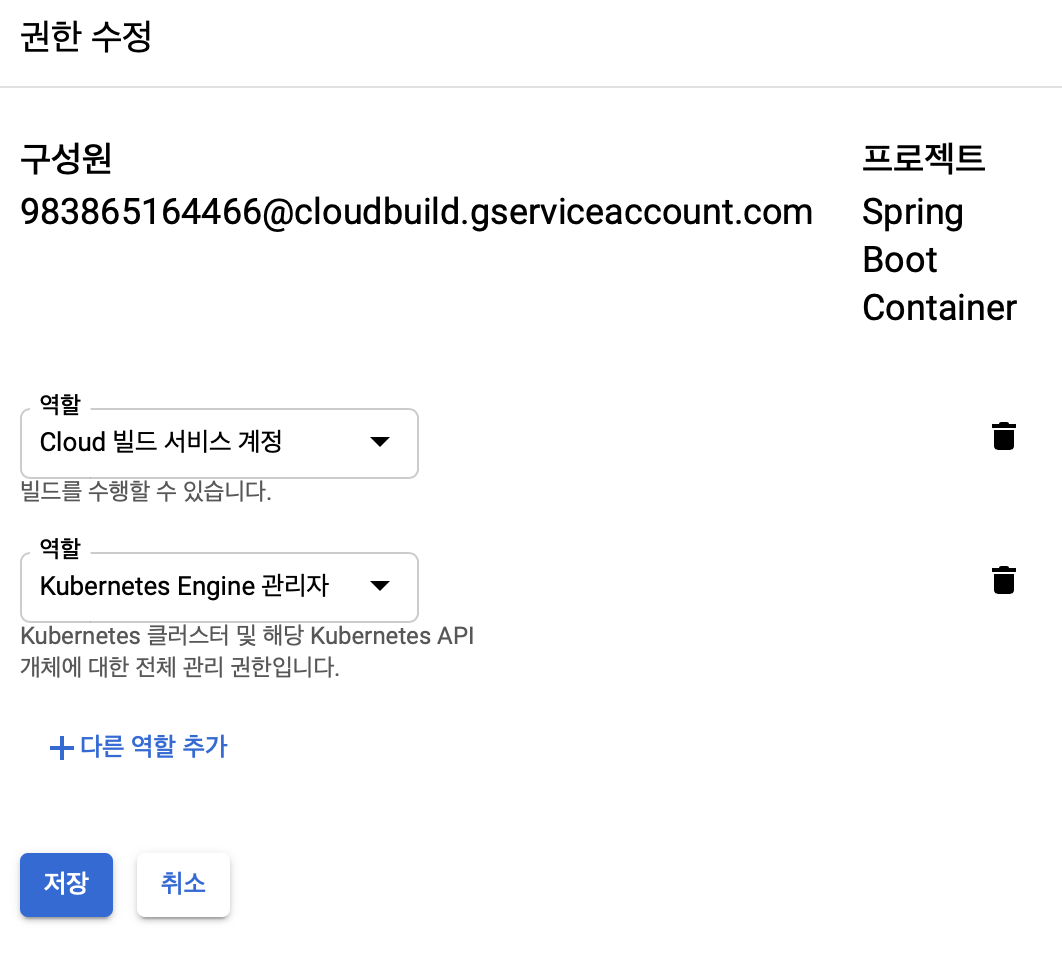 권한 수정
구성원
983865164466@cloudbuild.gserviceaccount.com
프로젝트
Spring
Boot
Container
역할
Cloud 빌드 서비스 계정
빌드를 수행할 수 있습니다.
역할
Kubernetes Engine 관리자
Kubernetes 클러스터 및 해당 Kubernetes API
개체에 대한 전체 관리 권한입니다.
다른 역할 추가
저장
취소